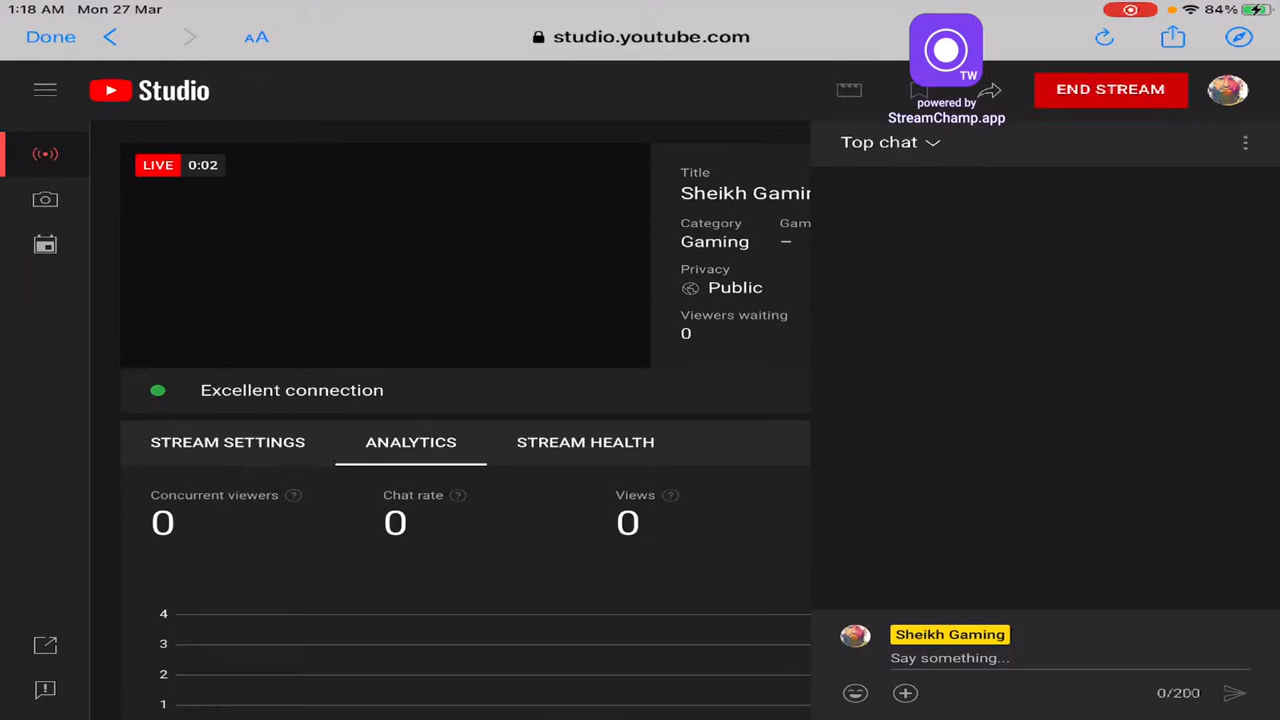 1:18 AM Mon 27 Mar
84%
Done
AA
studio.youtube.com
TW
powered by
StreamChamp.app
Studio
END STREAM
LIVE 0:02
Title
Sheikh Gamin
Category Gam
Gaming –
Privacy
Public
Viewers waiting
0
Top chat
Excellent connection
STREAM SETTINGS ANALYTICS STREAM HEALTH
Concurrent viewers ? Chat rate ? Views ?
0 0 0
4
3
2
1
Sheikh Gaming
Say something...
0/200